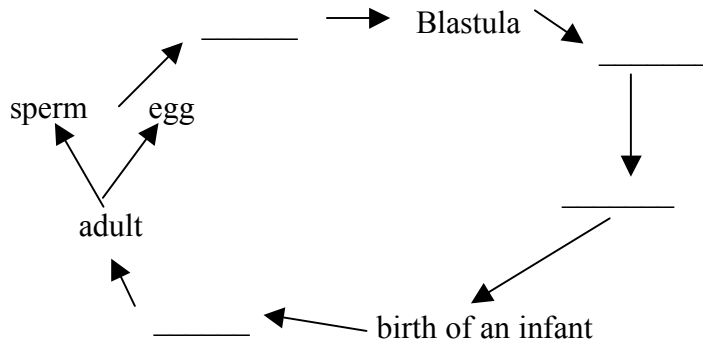 Blastula
sperm egg
adult
birth of an infant